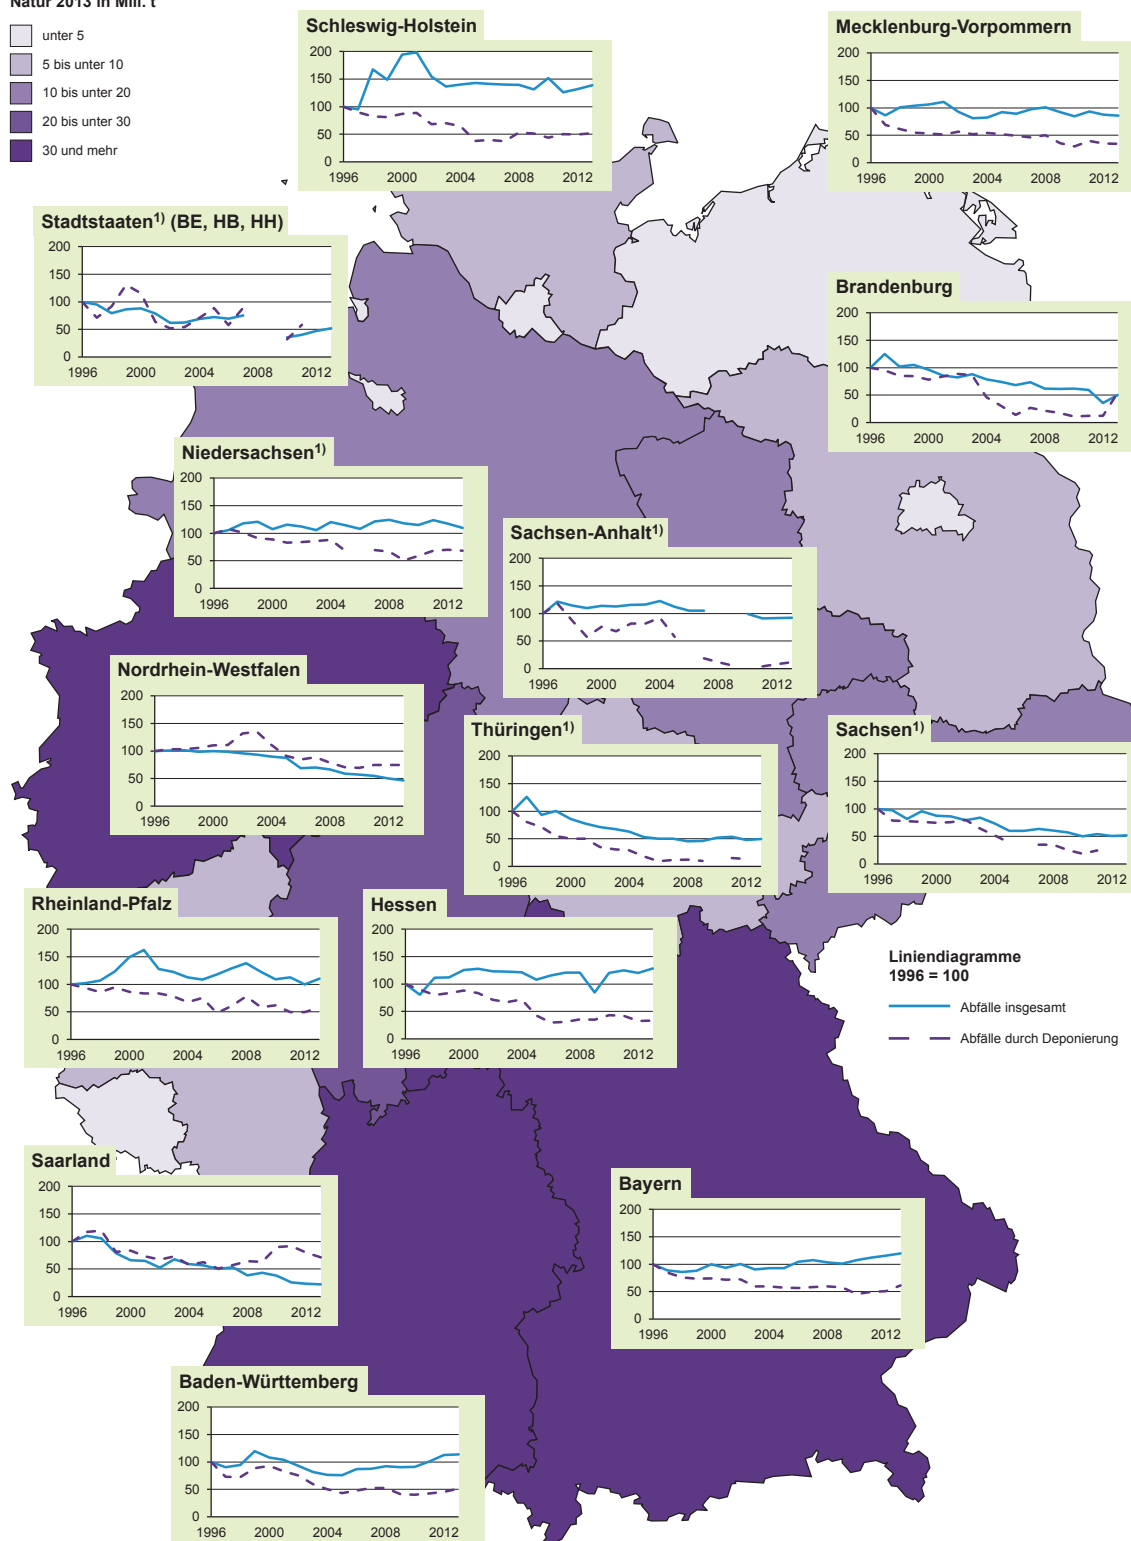 Natur 2013 in Mill. t
unter 5
5 bis unter 10
10 bis unter 20
20 bis unter 30
30 und mehr
Schleswig-Holstein
200
150
100
50
0
1996 2000 2004 2008 2012
Mecklenburg-Vorpommern
200
150
100
50
0
1996 2000 2004 2008 2012
Stadtstaaten1) (BE, HB, HH)
200
150
100
50
0
1996 2000 2004 2008 2012
Brandenburg
200
150
100
50
0
1996 2000 2004 2008 2012
Niedersachsen1)
200
150
100
50
0
1996 2000 2004 2008 2012
Sachsen-Anhalt1)
200
150
100
50
0
1996 2000 2004 2008 2012
Nordrhein-Westfalen
200
150
100
50
0
1996 2000 2004 2008 2012
Thüringen1)
200
150
100
50
0
1996 2000 2004 2008 2012
Sachsen1)
200
150
100
50
0
1996 2000 2004 2008 2012
Rheinland-Pfalz
200
150
100
50
0
1996 2000 2004 2008 2012
Hessen
200
150
100
50
0
1996 2000 2004 2008 2012
Liniendiagramme
1996 = 100
Abfälle insgesamt
Abfälle durch Deponierung
Saarland
200
150
100
50
0
1996 2000 2004 2008 2012
Bayern
200
150
100
50
0
1996 2000 2004 2008 2012
Baden-Württemberg
200
150
100
50
0
1996 2000 2004 2008 2012